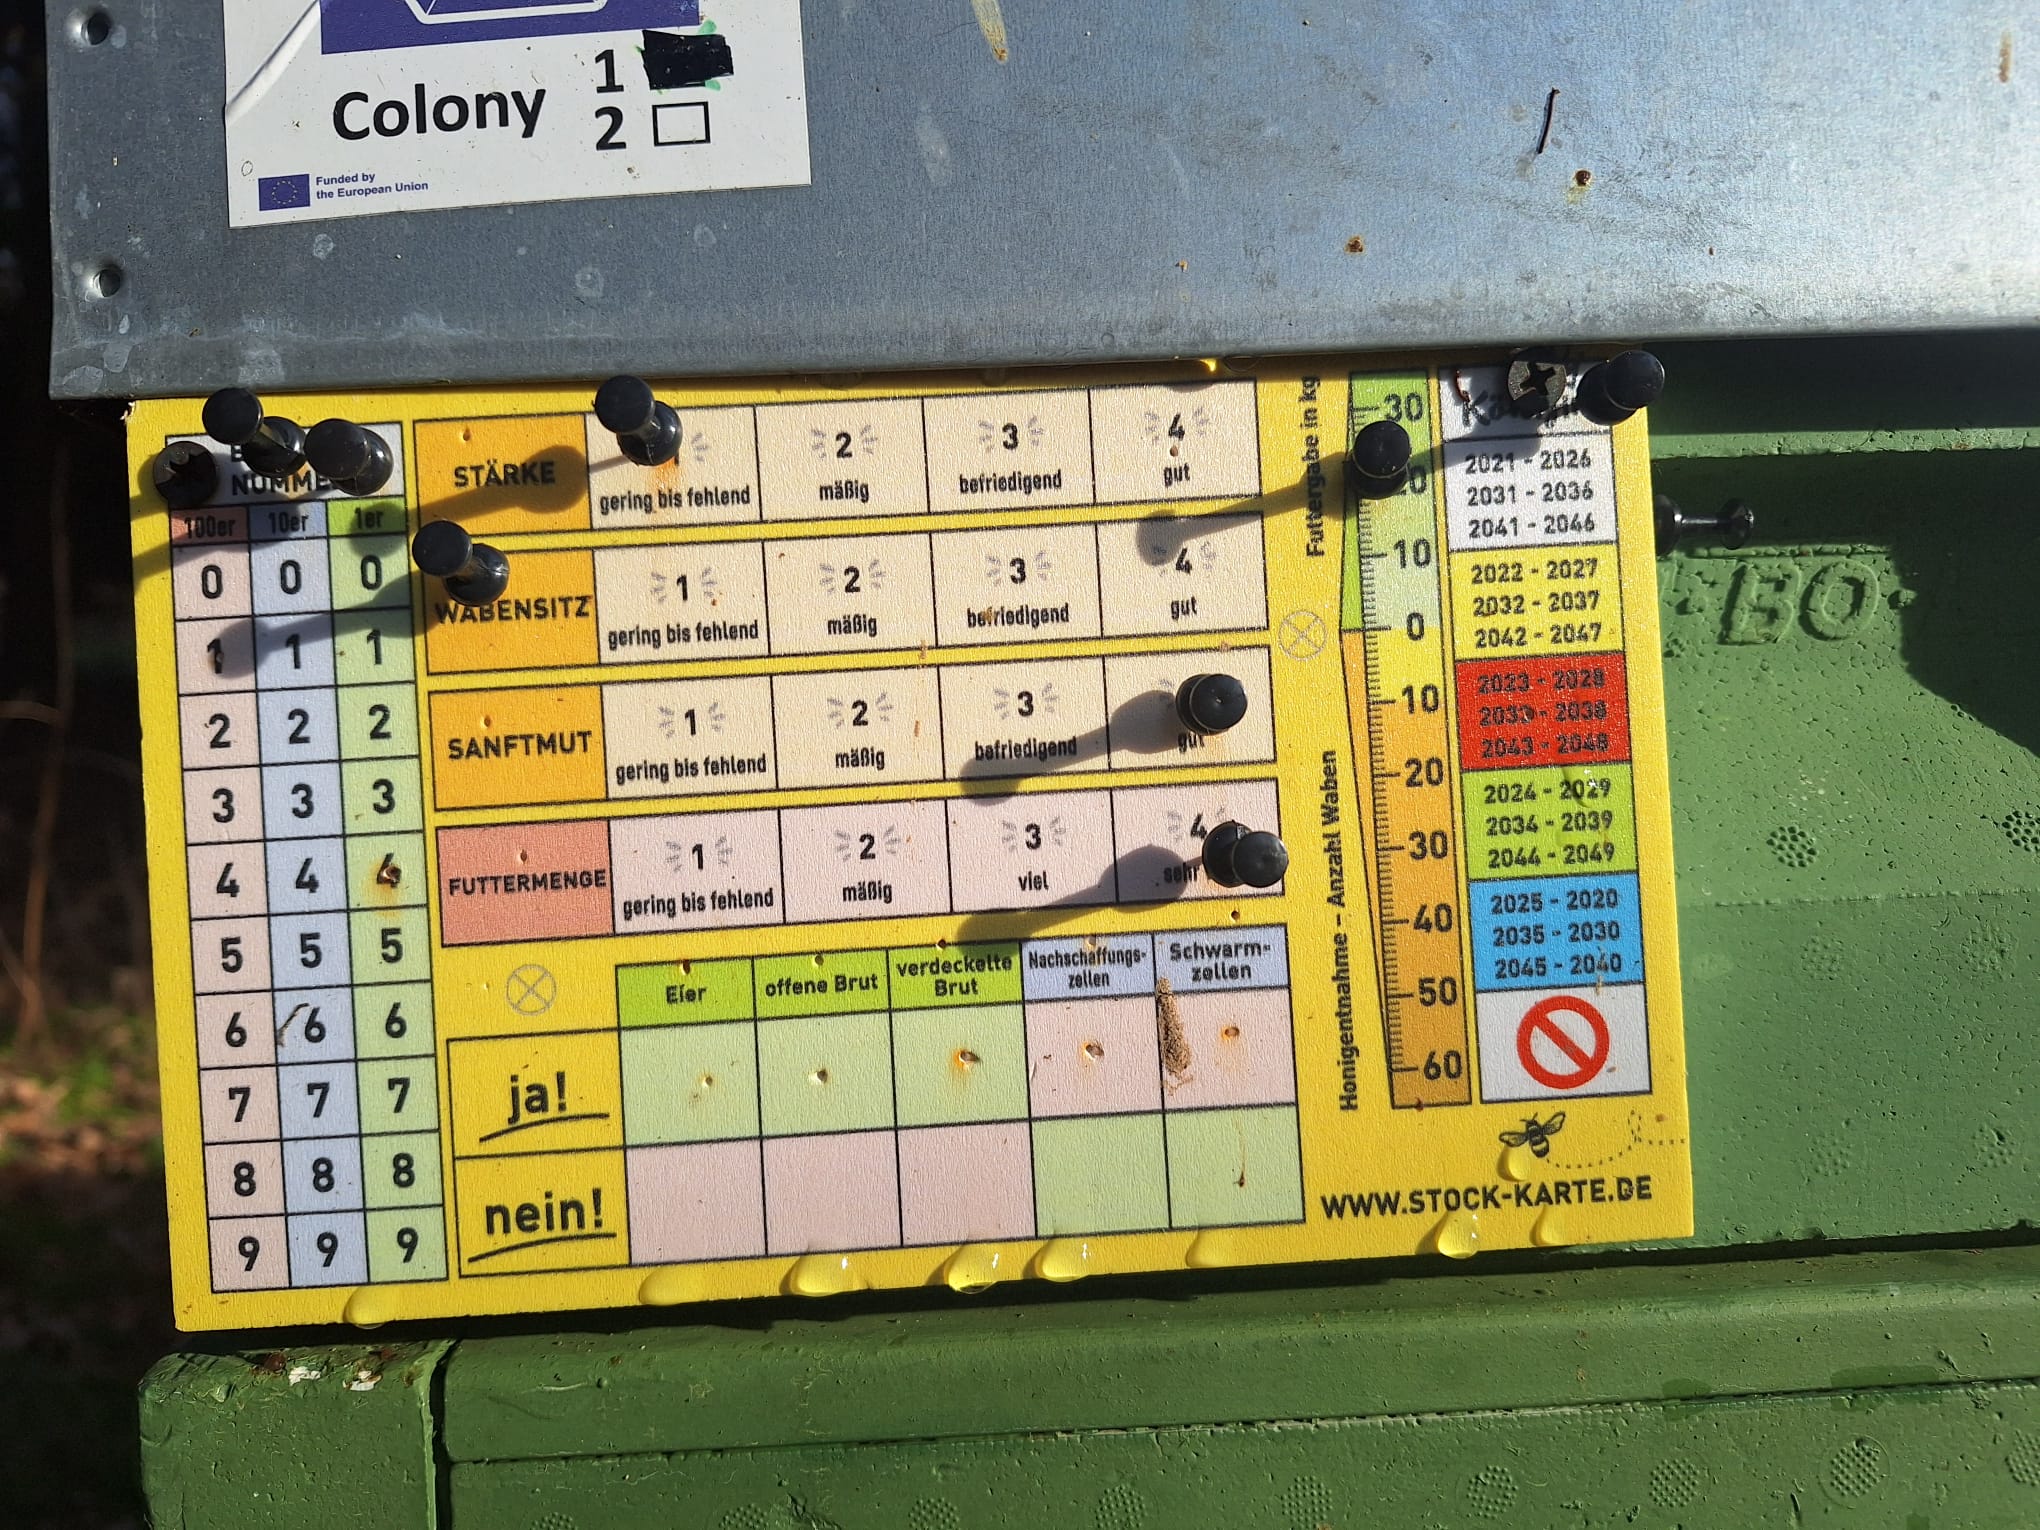 Colony
1
2
Funded by
the European Union
100er 10er 1er
0 0 0
1 1 1
2 2 2
3 3 3
4 4 4
5 5 5
6 6 6
7 7 7
8 8 8
9 9 9
STÄRKE
gering bis fehlend
2
mäßig
3
befriedigend
4
gut
WABENSITZ
1
gering bis fehlend
2
mäßig
3
befriedigend
4
gut
SANFTMUT
1
gering bis fehlend
2
mäßig
3
befriedigend
gut
FUTTERMENGE
1
gering bis fehlend
2
mäßig
3
viel
4
sehr
Eier
offene Brut
verdeckelte
Brut
Nachschaffungs-
zellen
Schwarm-
zellen
ja!
nein!
Futtergabe in kg
Honigentnahme - Anzahl Waben
30
20
10
0
10
20
30
40
50
60
2021 - 2026
2031 - 2036
2041 - 2046
2022 - 2027
2032 - 2037
2042 - 2047
2023 - 2028
2033 - 2038
2043 - 2048
2024 - 2029
2034 - 2039
2044 - 2049
2025 - 2020
2035 - 2030
2045 - 2040
WWW.STOCK-KARTE.DE
BO